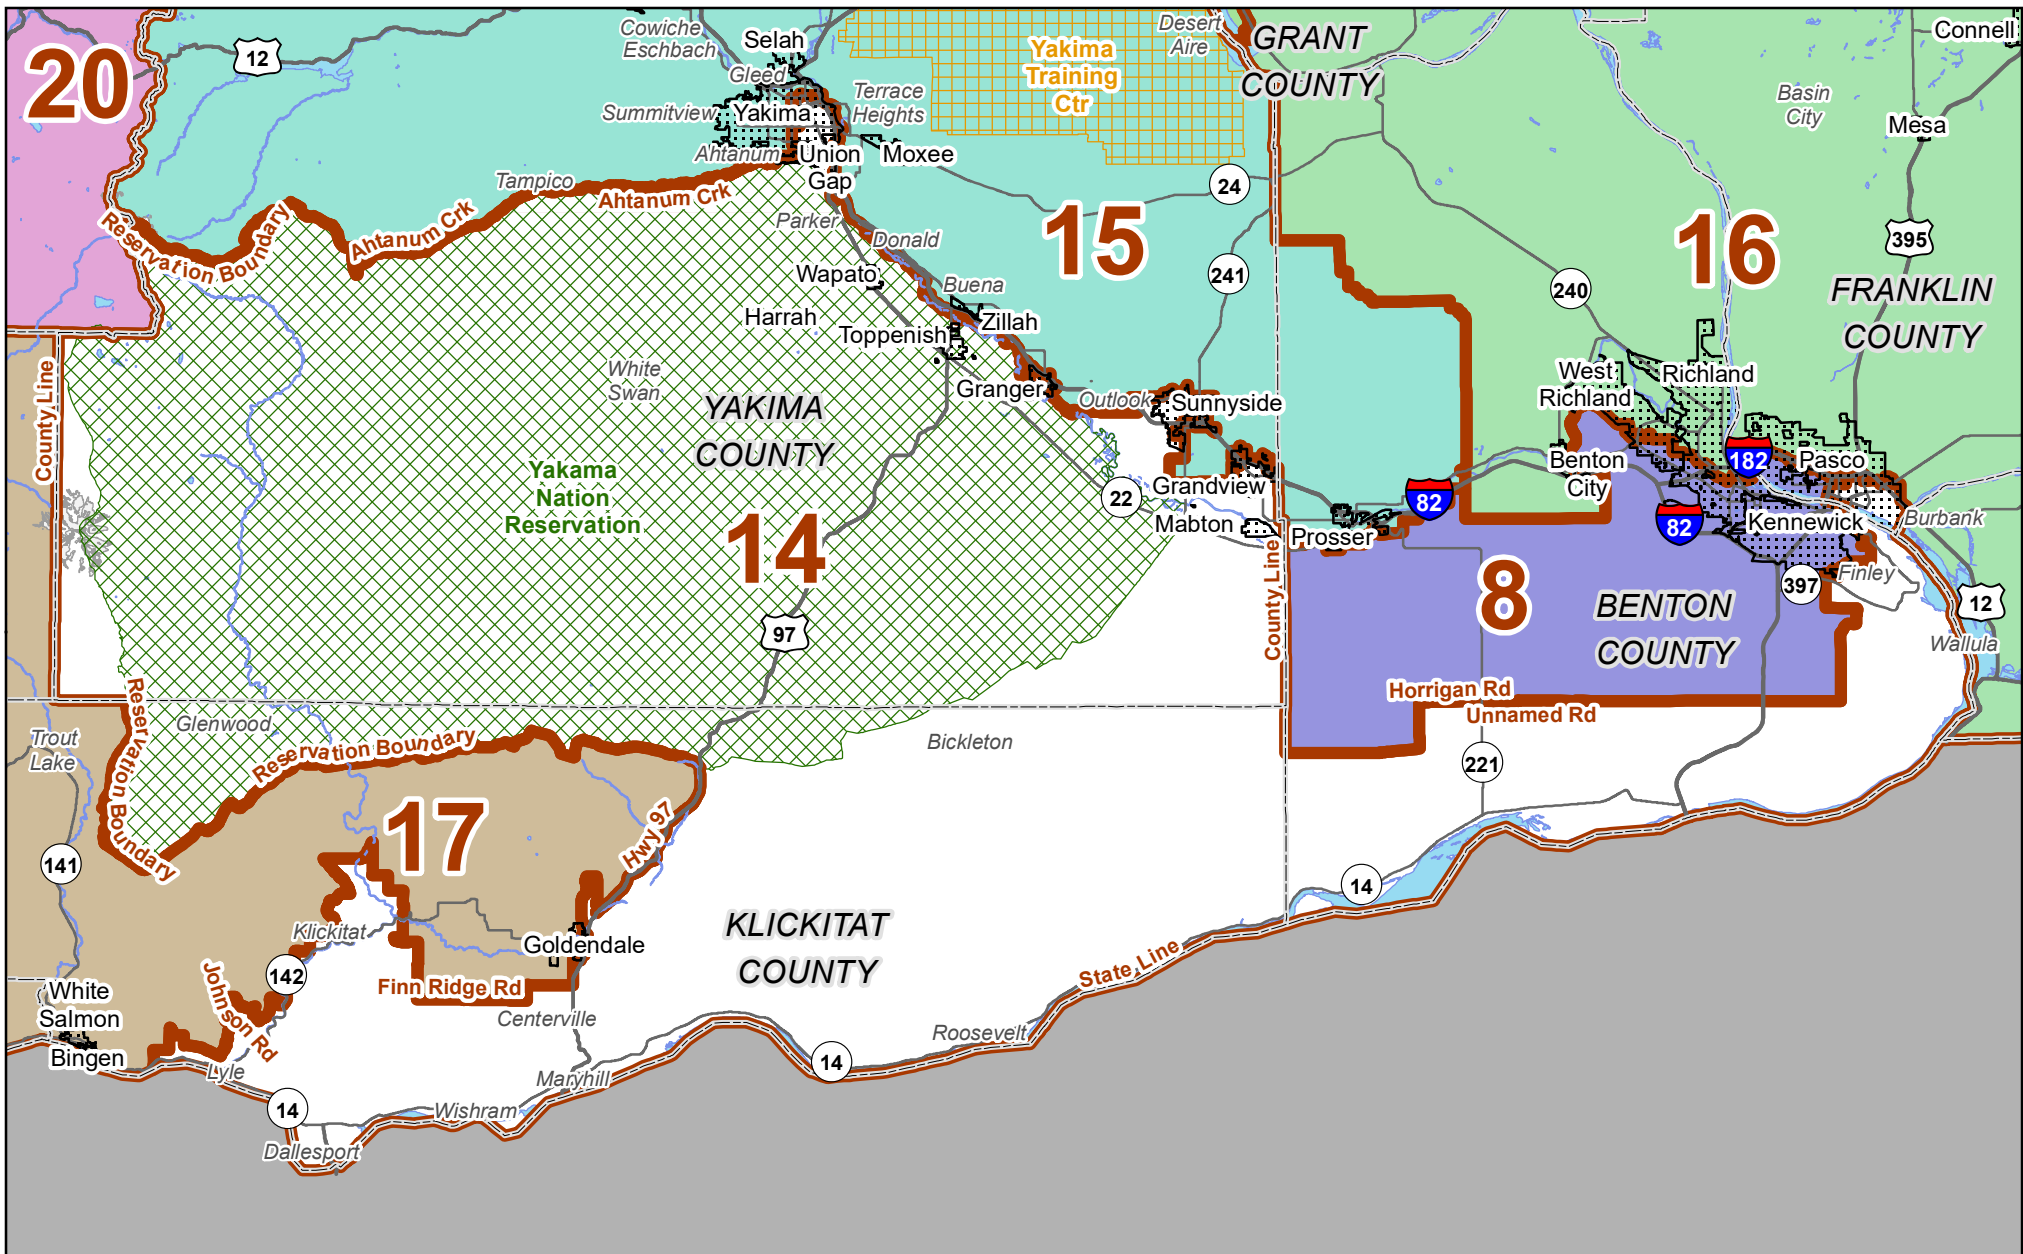 20
12
Cowiche
Eschbach
Selah
Gleed
Summitview
Yakima
Terrace
Heights
Ahtanum
Union
Gap
Moxee
Yakima
Training
Ctr
Desert
Aire
GRANT
COUNTY
Connell
Basin
City
Mesa
Tampico
Ahtanum Crk
Ahtanum Crk
Reservation Boundary
24
15
16
395
Parker
Donald
Wapato
Buena
Harrah
Toppenish
Zillah
241
240
FRANKLIN
COUNTY
County Line
White
Swan
YAKIMA
COUNTY
Granger
Outlook
Sunnyside
West
Richland
Richland
Yakama
Nation
Reservation
14
22
Grandview
Mabton
Prosser
82
Benton
City
182
Pasco
82
Kennewick
Burbank
Finley
397
12
Wallula
97
County Line
8
BENTON
COUNTY
Horrigan Rd
Unnamed Rd
221
Reservation Boundary
Glenwood
Trout
Lake
Reservation Boundary
Bickleton
17
Hwy 97
141
14
Klickitat
Goldendale
KLICKITAT
COUNTY
142
Johnson Rd
Finn Ridge Rd
Centerville
State Line
White
Salmon
Bingen
Lyle
Roosevelt
14
Maryhill
14
Wishram
Dallesport